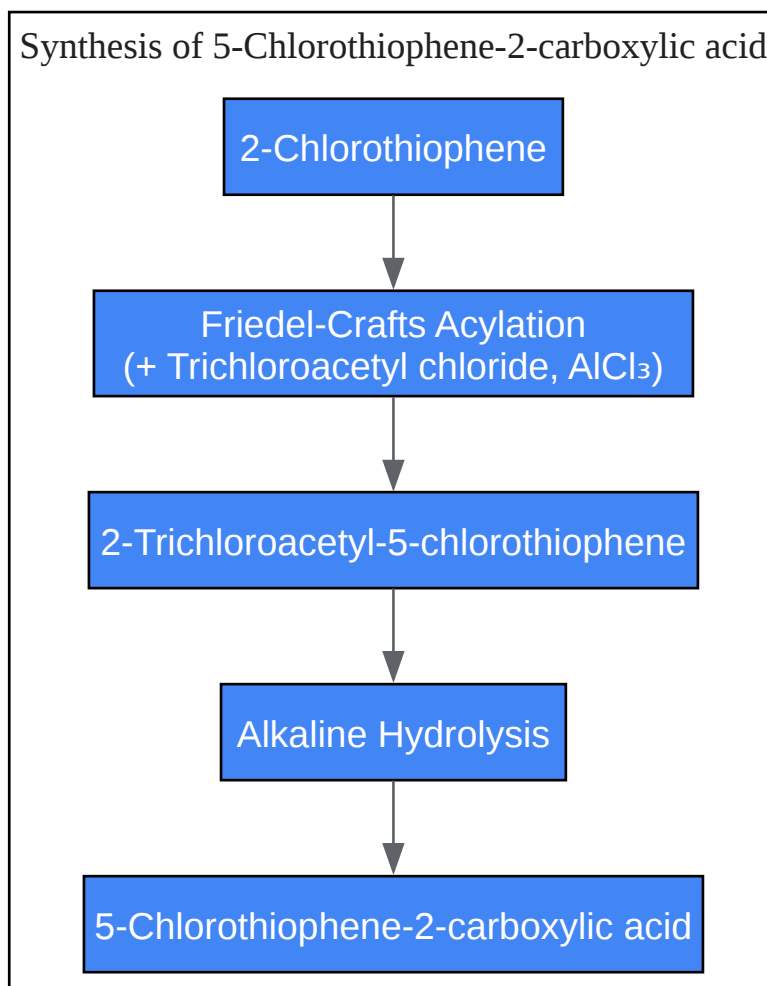 Synthesis of 5-Chlorothiophene-2-carboxylic acid
2-Chlorothiophene
Friedel-Crafts Acylation
(+ Trichloroacetyl chloride, AlCl₃)
2-Trichloroacetyl-5-chlorothiophene
Alkaline Hydrolysis
5-Chlorothiophene-2-carboxylic acid